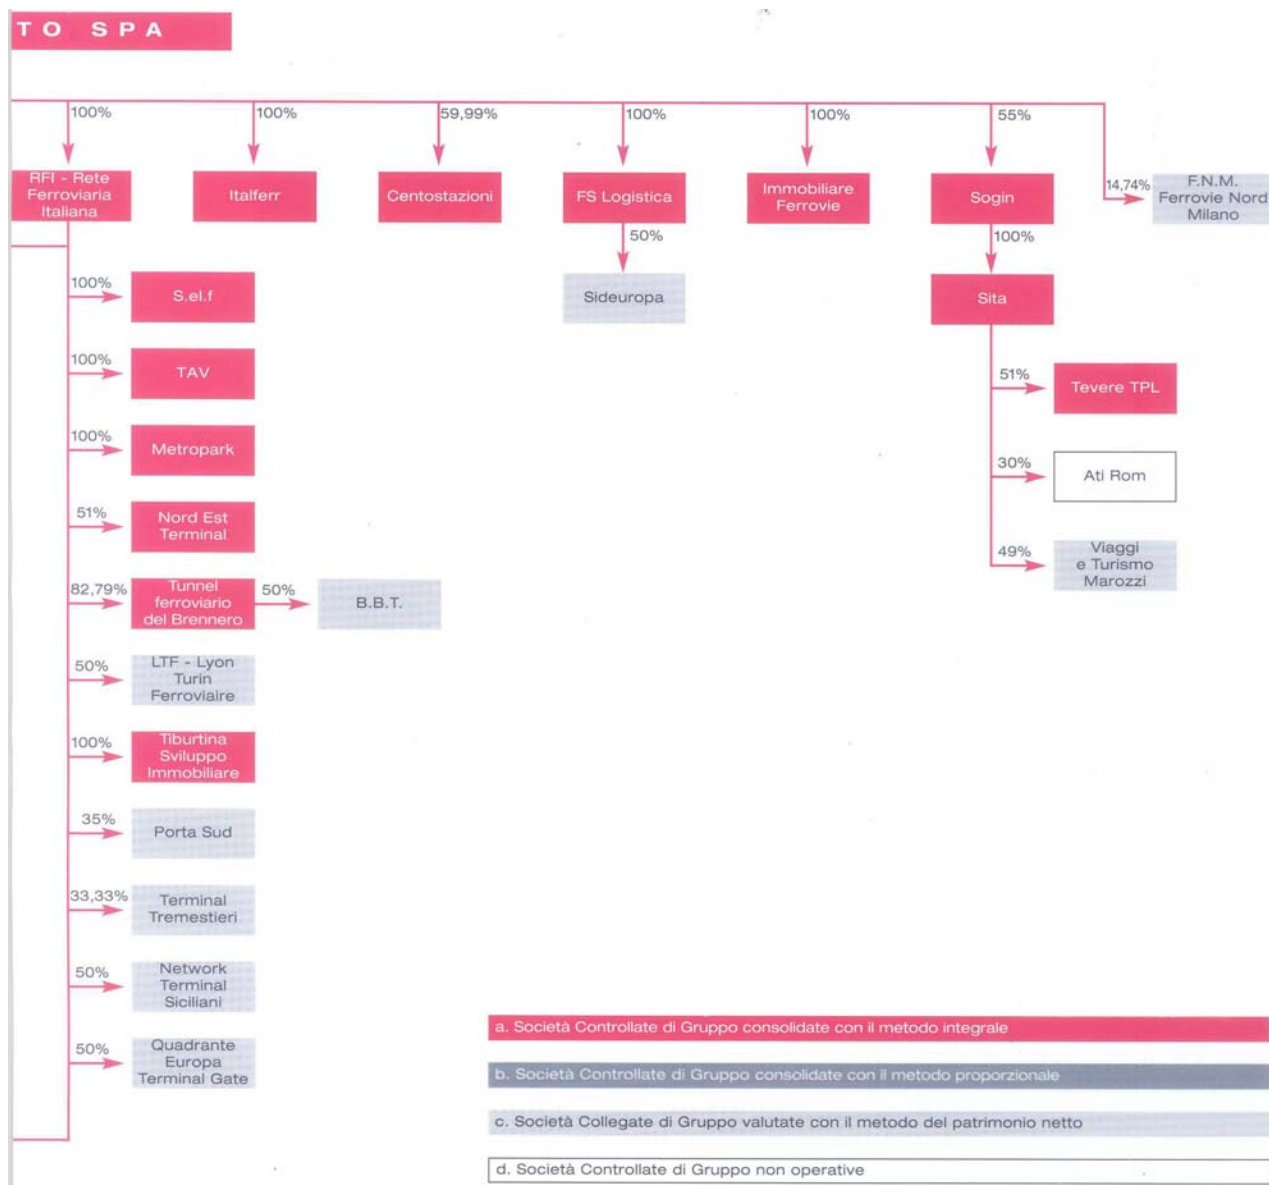 TO SPA
100%
100%
59,99%
100%
100%
55%
RFI - Rete
Ferroviaria
Italiana
Italferr
Centostazioni
FS Logistica
Immobiliare
Ferrovie
Sogin
14,74%
F.N.M.
Ferrovie Nord
Milano
50%
100%
Sideuropa
Sita
100%
S.el.f
100%
TAV
51%
Tevere TPL
100%
Metropark
30%
Ati Rom
51%
Nord Est
Terminal
49%
Viaggi
e Turismo
Marozzi
82,79%
Tunnel
ferroviario
del Brennero
50%
B.B.T.
50%
LTF - Lyon
Turin
Ferroviaire
100%
Tiburtina
Sviluppo
Immobiliare
35%
Porta Sud
33,33%
Terminal
Tremestieri
50%
Network
Terminal
Siciliani
50%
Quadrante
Europa
Terminal Gate
a. Società Controllate di Gruppo consolidate con il metodo integrale
b. Società Controllate di Gruppo consolidate con il metodo proporzionale
c. Società Collegate di Gruppo valutate con il metodo del patrimonio netto
d. Società Controllate di Gruppo non operative